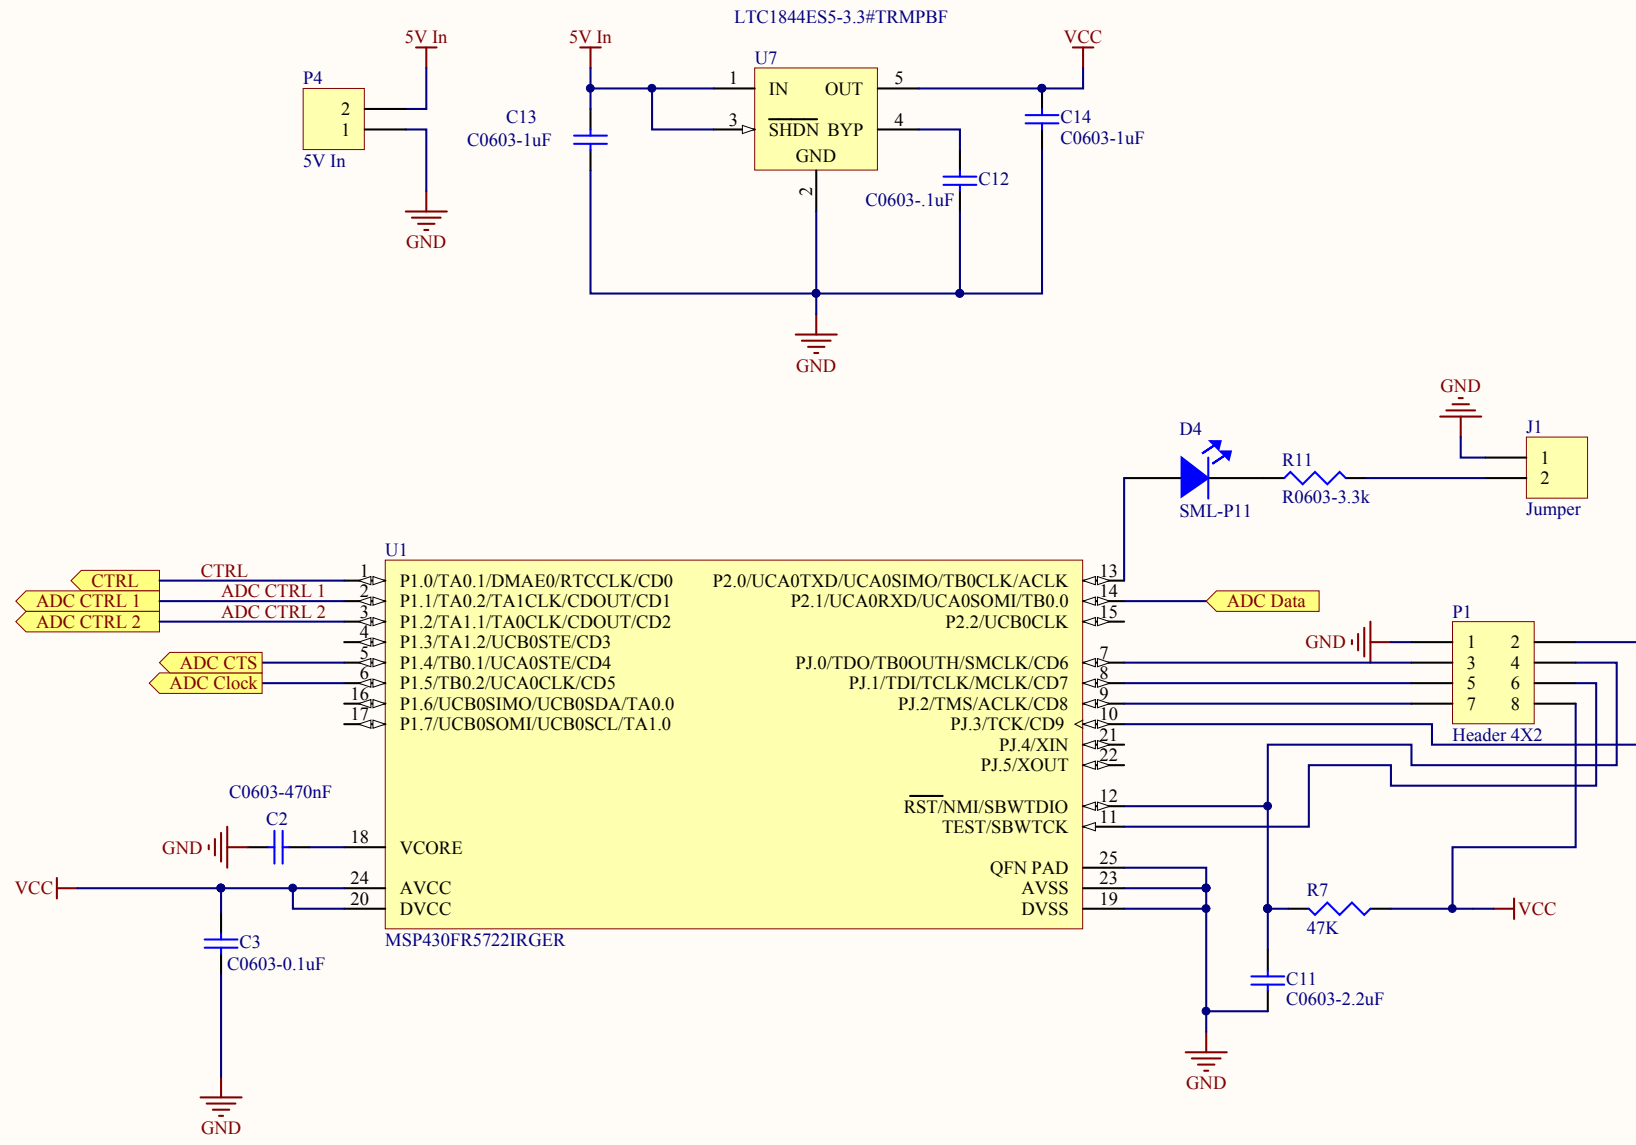 LTC1844ES5-3.3#TRMPBF
5V In
P4
2
1
5V In
GND
5V In
C13
C0603-1uF
U7
1
IN
OUT
5
3
SHDN
BYP
4
GND
2
VCC
C14
C0603-1uF
C12
C0603-.1uF
GND
GND
J1
1
2
Jumper
D4
SML-P11
R11
R0603-3.3k
U1
CTRL
CTRL
1
P1.0/TA0.1/DMAE0/RTCCLK/CD0
ADC CTRL 1
ADC CTRL 1
2
P1.1/TA0.2/TA1CLK/CDOUT/CD1
ADC CTRL 2
ADC CTRL 2
3
P1.2/TA1.1/TA0CLK/CDOUT/CD2
4
P1.3/TA1.2/UCB0STE/CD3
ADC CTS
5
P1.4/TB0.1/UCA0STE/CD4
ADC Clock
6
P1.5/TB0.2/UCA0CLK/CD5
16
P1.6/UCB0SIMO/UCB0SDA/TA0.0
17
P1.7/UCB0SOMI/UCB0SCL/TA1.0
C0603-470nF
C2
GND
18
VCORE
VCC
24
AVCC
20
DVCC
C3
C0603-0.1uF
GND
MSP430FR5722IRGER
P2.0/UCA0TXD/UCA0SIMO/TB0CLK/ACLK
13
P2.1/UCA0RXD/UCA0SOMI/TB0.0
14
ADC Data
P2.2/UCB0CLK
15
PJ.0/TDO/TB0OUTH/SMCLK/CD6
7
PJ.1/TDI/TCLK/MCLK/CD7
8
PJ.2/TMS/ACLK/CD8
9
PJ.3/TCK/CD9
10
PJ.4/XIN
21
PJ.5/XOUT
22
RST/NMI/SBWTDIO
12
TEST/SBWTCK
11
QFN PAD
25
AVSS
23
DVSS
19
P1
GND
1 2
3 4
5 6
7 8
Header 4X2
R7
47K
VCC
C11
C0603-2.2uF
GND